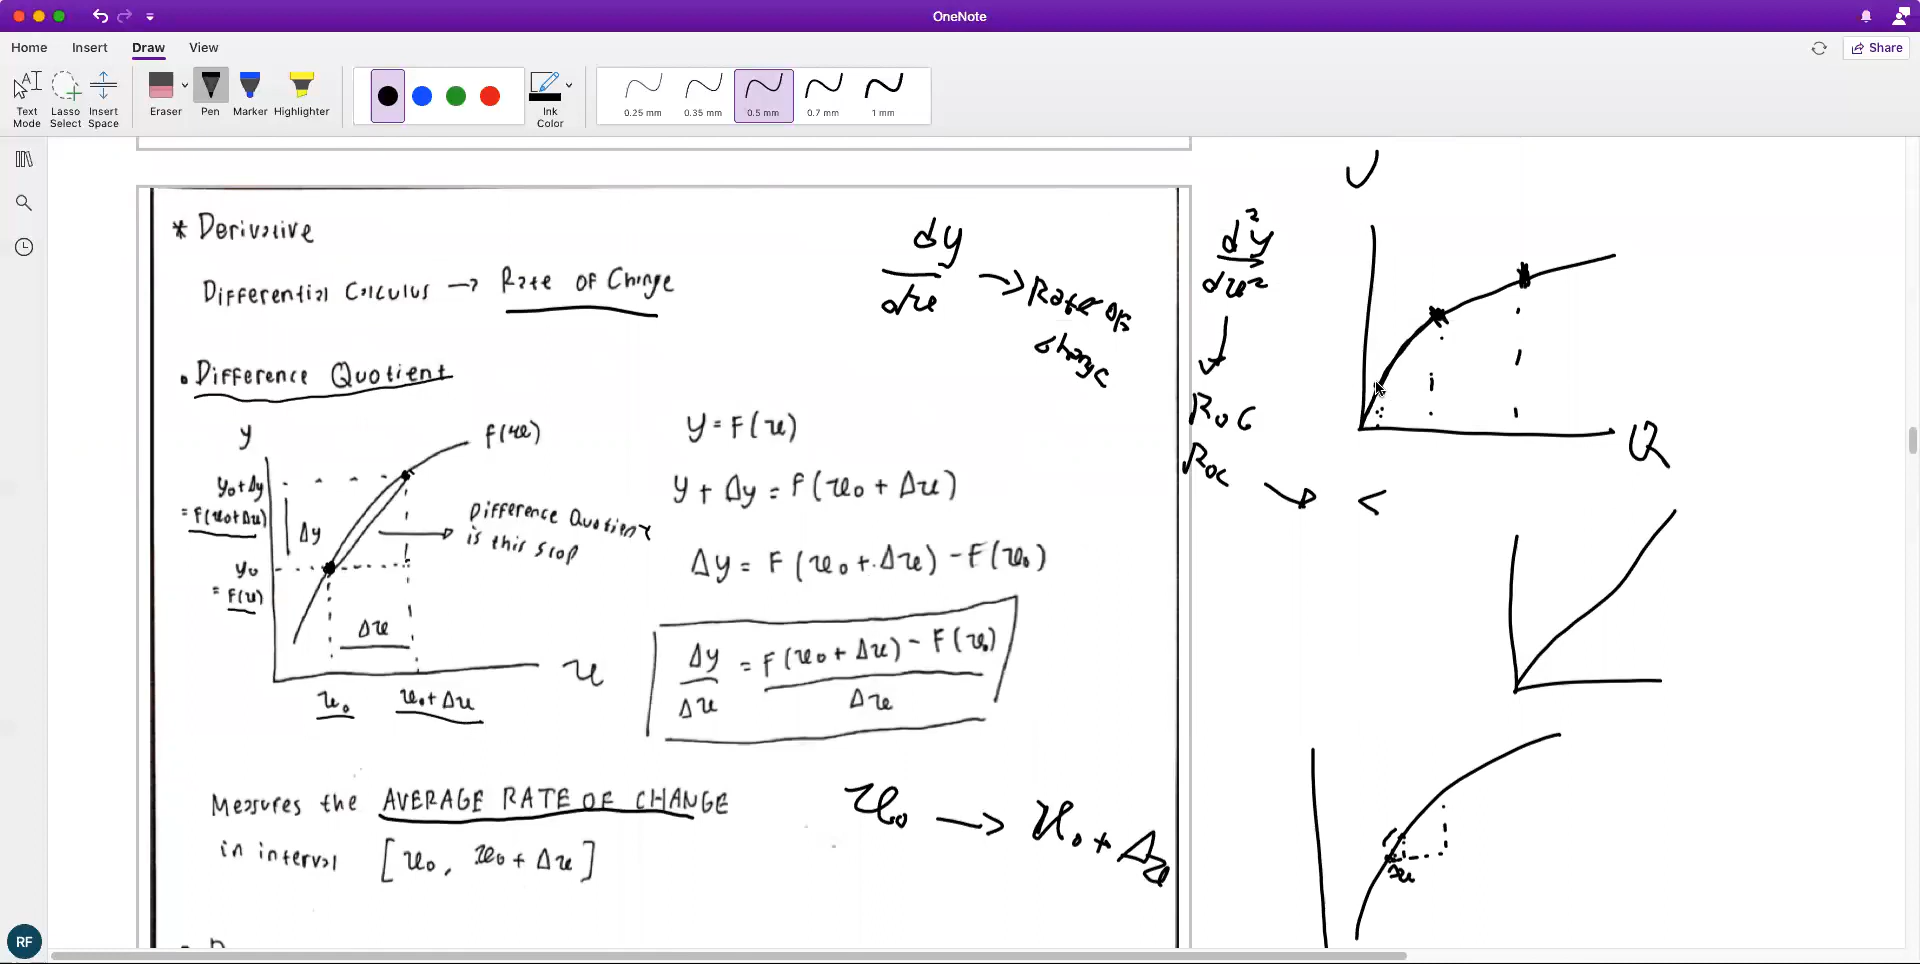 OneNote
Home Insert Draw View
Share
Text Mode
Lasso Select
Insert Space
Eraser
Pen
Marker
Highlighter
Ink Color
0.25 mm
0.35 mm
0.5 mm
0.7 mm
1 mm
* Derivative
Differential Calculus → Rate of Change
dy/dx → Rate of change
• Difference Quotient
y
f(x)
y₀+Δy
= f(x₀+Δx)
Δy
y₀
= F(x)
Difference Quotient
is this slop
Δx
x
x₀
x₀+Δx
y = F(x)
y + Δy = f(x₀ + Δx)
Δy = F(x₀ + Δx) - F(x₀)
Δy/Δx = F(x₀ + Δx) - F(x₀) / Δx
Measures the AVERAGE RATE OF CHANGE
in interval [x₀, x₀ + Δx]
x₀ → x₀ + Δx
d²y/dx²
↓
RoC
RoC → <
U
Q
x
RF